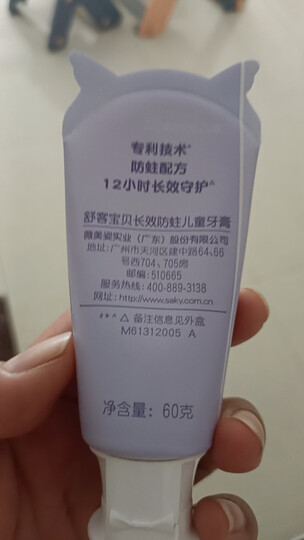 专利技术*
防蛀配方
12小时长效守护△
舒客宝贝长效防蛀儿童牙膏
薇美姿实业（广东）股份有限公司
地址：广州市天河区建中路64、66
号西704、705房
邮编：510665
服务热线：400-889-3138
网址：http://www.saky.com.cn
备注信息见外盒
M61312005 A
净含量：60克